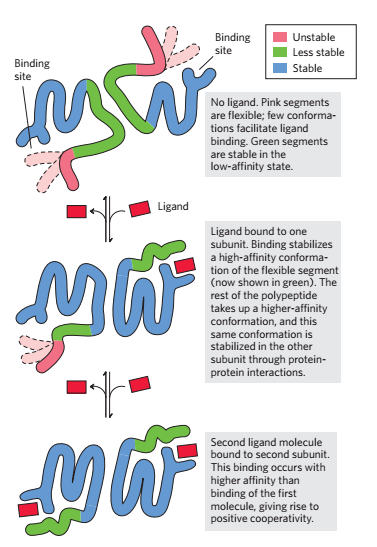 Binding
site
Unstable
Less stable
Stable
Binding
site
No ligand. Pink segments
are flexible; few conforma-
tions facilitate ligand
binding. Green segments
are stable in the
low-affinity state.
Ligand
Ligand bound to one
subunit. Binding stabilizes
a high-affinity conforma-
tion of the flexible segment
(now shown in green). The
rest of the polypeptide
takes up a higher-affinity
conformation, and this
same conformation is
stabilized in the other
subunit through protein-
protein interactions.
Second ligand molecule
bound to second subunit.
This binding occurs with
higher affinity than
binding of the first
molecule, giving rise to
positive cooperativity.